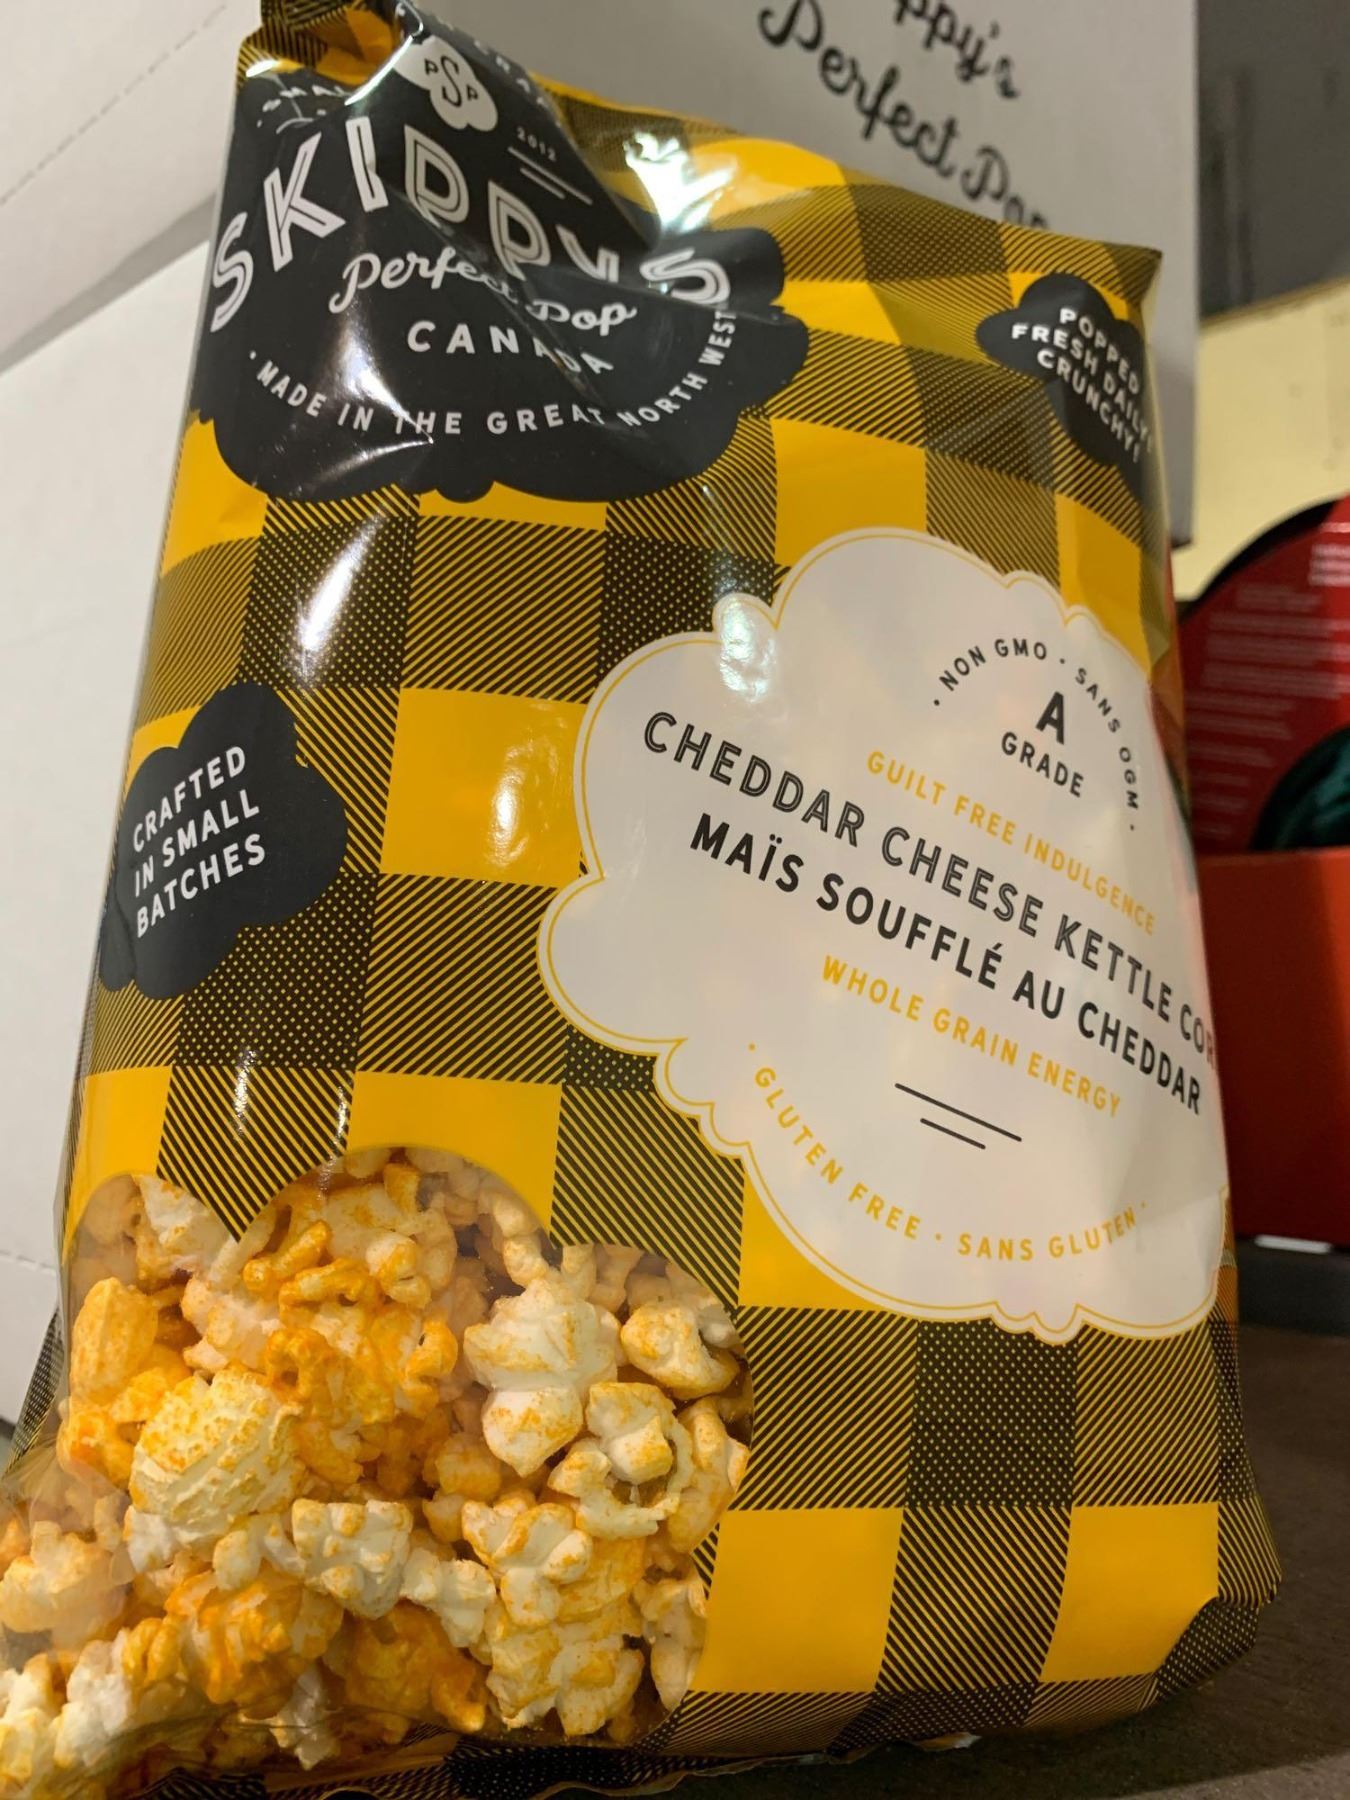 Perfect Pop
PSP
2012
SKIPPYS
Perfect Pop
CANADA
· MADE IN THE GREAT NORTH WEST
POPPED
FRESH DAILY!
CRUNCHY!
CRAFTED
IN SMALL
BATCHES
· NON GMO · SANS OGM ·
A
GRADE
GUILT FREE INDULGENCE
CHEDDAR CHEESE KETTLE
MAÏS SOUFFLÉ AU CHEDDAR
WHOLE GRAIN ENERGY
· GLUTEN FREE · SANS GLUTEN ·